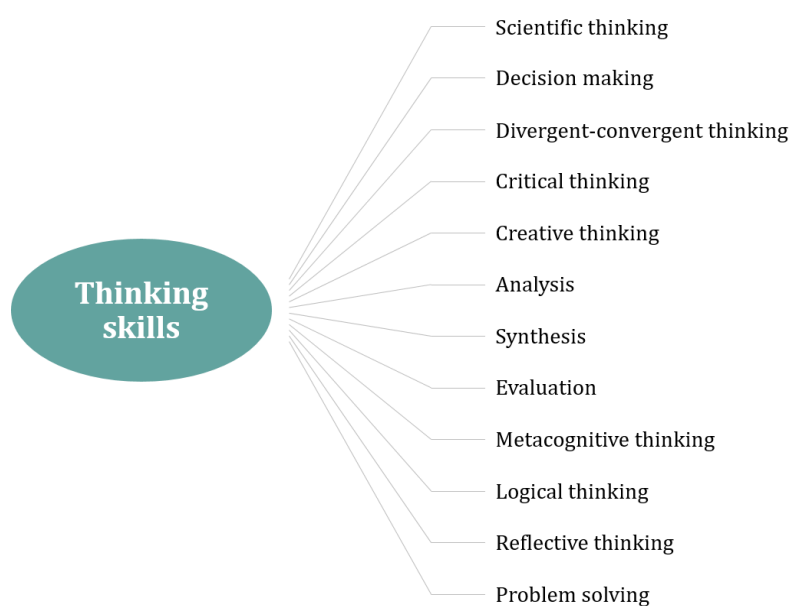 Thinking
skills
Scientific thinking
Decision making
Divergent-convergent thinking
Critical thinking
Creative thinking
Analysis
Synthesis
Evaluation
Metacognitive thinking
Logical thinking
Reflective thinking
Problem solving